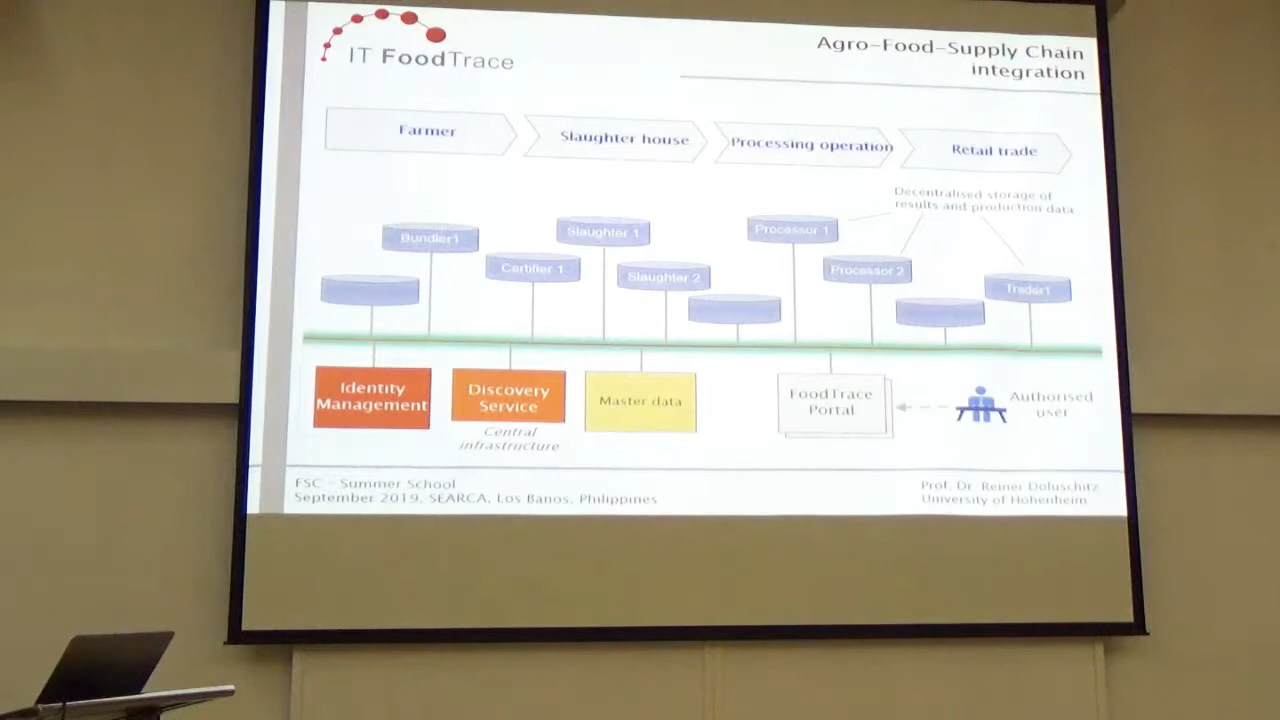 IT FoodTrace
Agro-Food-Supply Chain
integration
Farmer
Slaughter house
Processing operation
Retail trade
Decentralised storage of
results and production data
Bundler1
Certifier 1
Slaughter 1
Slaughter 2
Processor 1
Processor 2
Trader1
Identity
Management
Discovery
Service
Central
infrastructure
Master data
FoodTrace
Portal
Authorised
user
FSC - Summer School
September 2019, SEARCA, Los Banos, Philippines
Prof. Dr. Reiner Doluschitz
University of Hohenheim